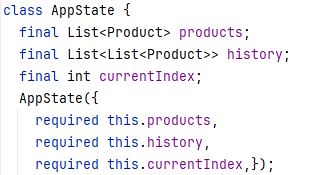 class AppState {
  final List<Product> products;
  final List<List<Product>> history;
  final int currentIndex;
  AppState({
    required this.products,
    required this.history,
    required this.currentIndex,});